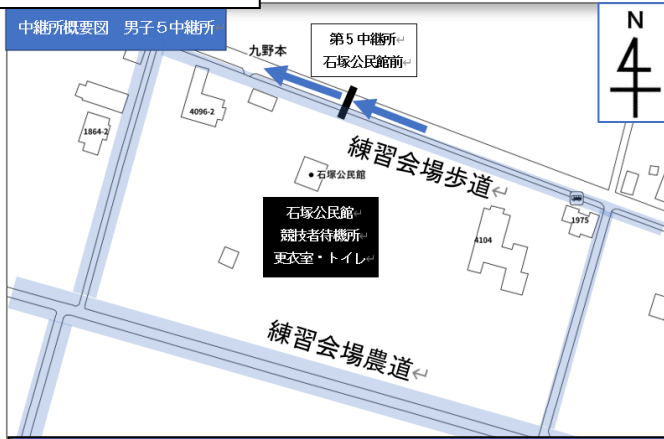 中継所概要図　男子５中継所
九野本
第５中継所
石塚公民館前
N
4096-2
1864-2
練習会場歩道
石塚公民館
石塚公民館
競技者待機所
更衣室・トイレ
1975
4104
練習会場農道